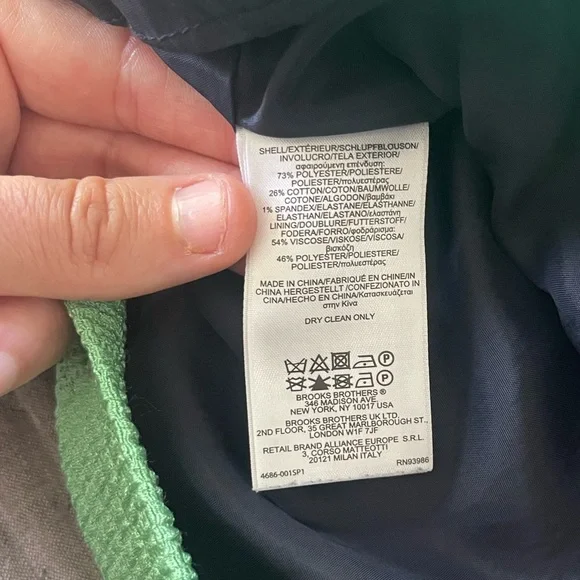 SHELL/EXTÉRIEUR/SCHLUPFBLOUSON/
INVOLUCRO/TELA EXTERIOR/
αφαιρούμενη επένδυση:
73% POLYESTER/POLIESTERE/
POLIESTER/πολυεστέρας
26% COTTON/COTON/BAUMWOLLE/
COTONE/ALGODON/βαμβάκι
1% SPANDEX/ELASTANE/ELASTHANNE/
ELASTHAN/ELASTANO/ελαστάνη
LINING/DOUBLURE/FUTTERSTOFF/
FODERA/FORRO/φοδράρισμα:
54% VISCOSE/VISKOSE/VISCOSA/
βισκόζη
46% POLYESTER/POLIESTERE/
POLIESTER/πολυεστέρας
MADE IN CHINA/FABRIQUÉ EN CHINE/IN
CHINA HERGESTELLT/CONFEZIONATO IN
CINA/HECHO EN CHINA/Κατασκευάζεται
στην Κίνα
DRY CLEAN ONLY
P
P
BROOKS BROTHERS ®
346 MADISON AVE.
NEW YORK, NY 10017 USA
BROOKS BROTHERS UK LTD.
2ND FLOOR, 35 GREAT MARLBOROUGH ST.,
LONDON W1F 7JF
RETAIL BRAND ALLIANCE EUROPE S.R.L.
3, CORSO MATTEOTTI
20121 MILAN ITALY
4686-001SP1 RN93986